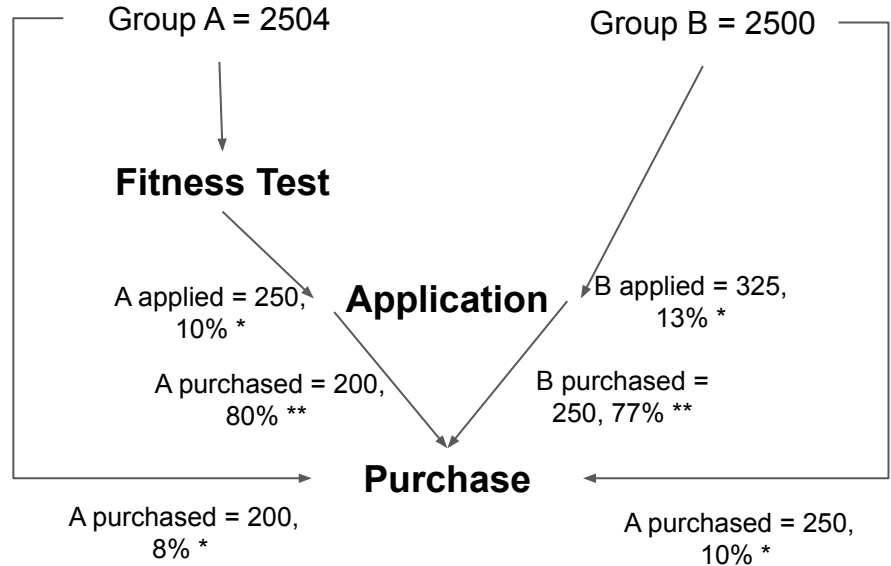 Group A = 2504
Group B = 2500
Fitness Test
A applied = 250,
10% *
Application
B applied = 325,
13% *
A purchased = 200,
80% **
B purchased =
250, 77% **
Purchase
A purchased = 200,
8% *
A purchased = 250,
10% *